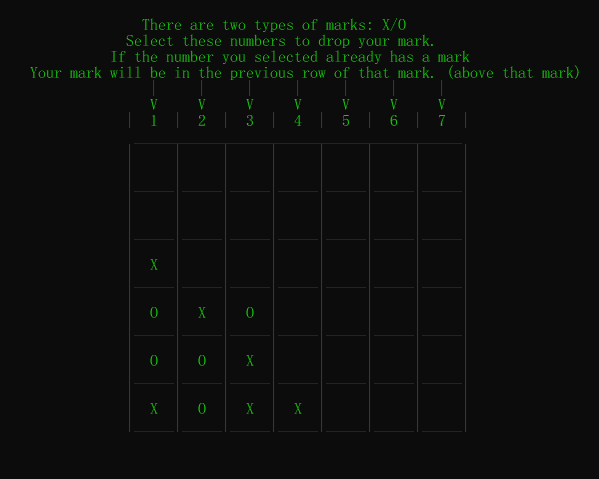 There are two types of marks: X/O
Select these numbers to drop your mark.
If the number you selected already has a mark
Your mark will be in the previous row of that mark. (above that mark)
| | | | | | |
V V V V V V V
| 1 | 2 | 3 | 4 | 5 | 6 | 7 |
X
O X O
O O X
X O X X